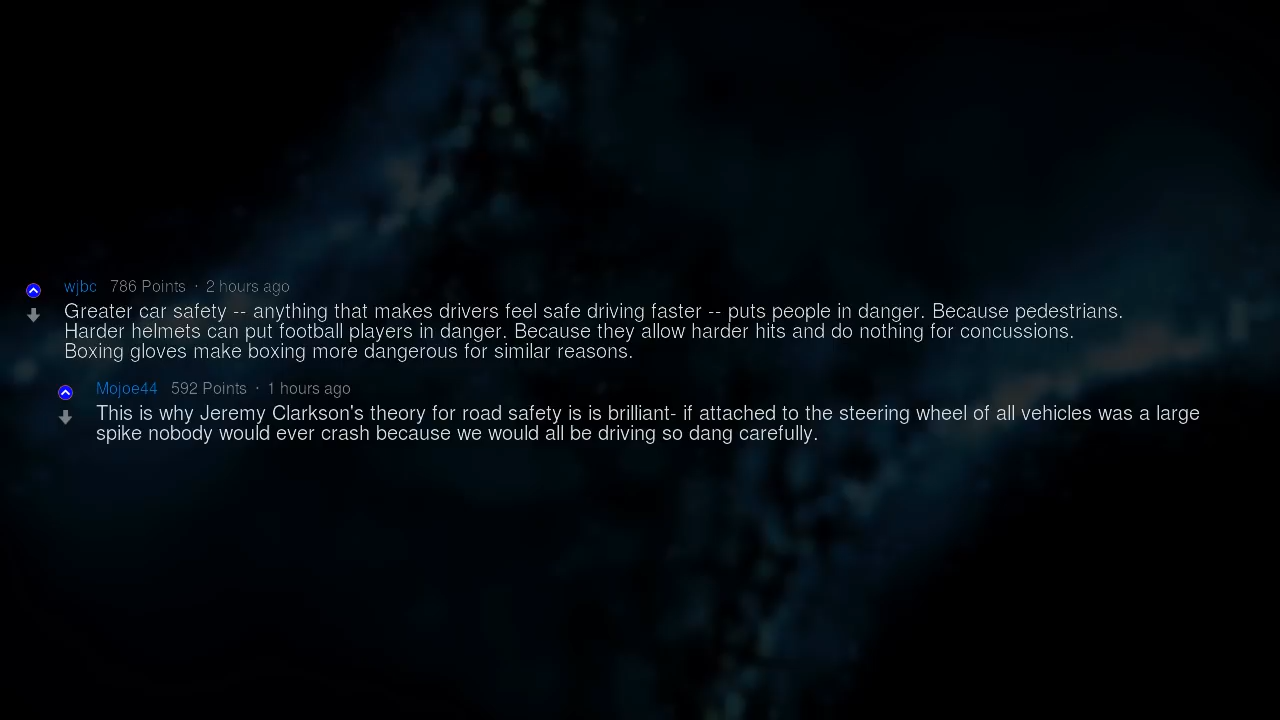 wjbc 786 Points · 2 hours ago
Greater car safety -- anything that makes drivers feel safe driving faster -- puts people in danger. Because pedestrians.
Harder helmets can put football players in danger. Because they allow harder hits and do nothing for concussions.
Boxing gloves make boxing more dangerous for similar reasons.
Mojoe44 592 Points · 1 hours ago
This is why Jeremy Clarkson's theory for road safety is is brilliant- if attached to the steering wheel of all vehicles was a large
spike nobody would ever crash because we would all be driving so dang carefully.